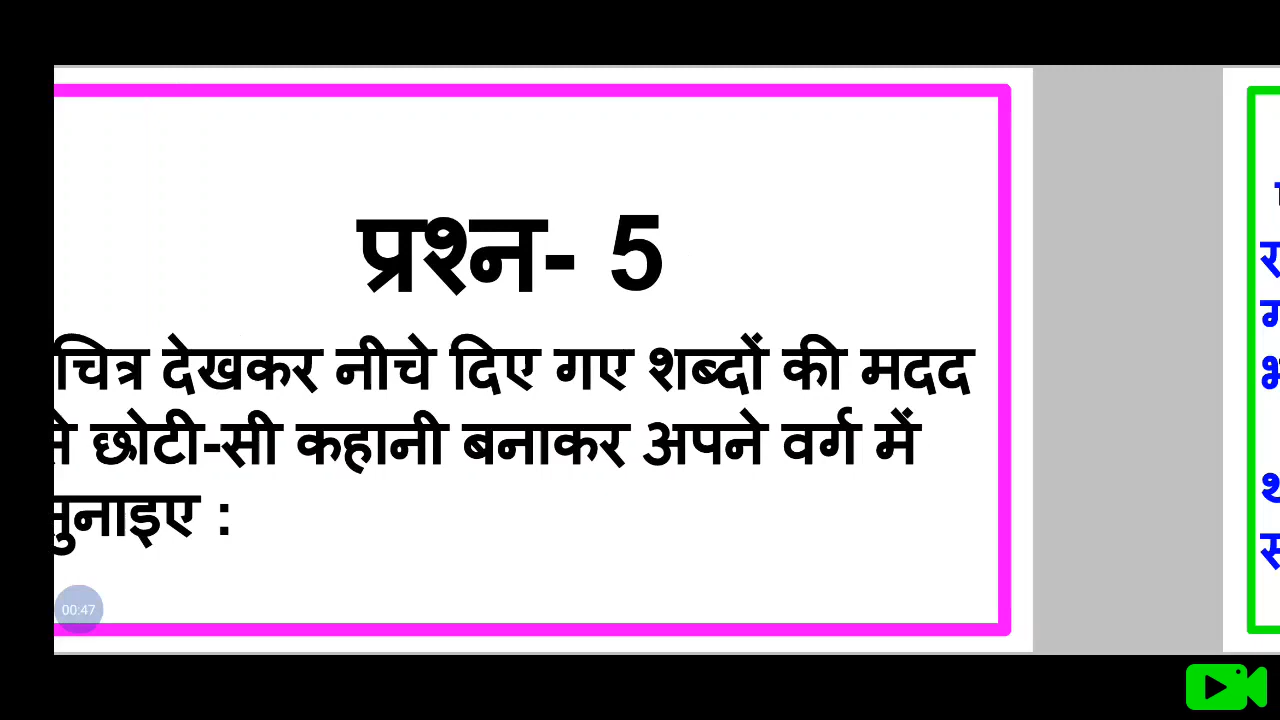 प्रश्न- 5
चित्र देखकर नीचे दिए गए शब्दों की मदद
से छोटी-सी कहानी बनाकर अपने वर्ग में
सुनाइए :
00:47